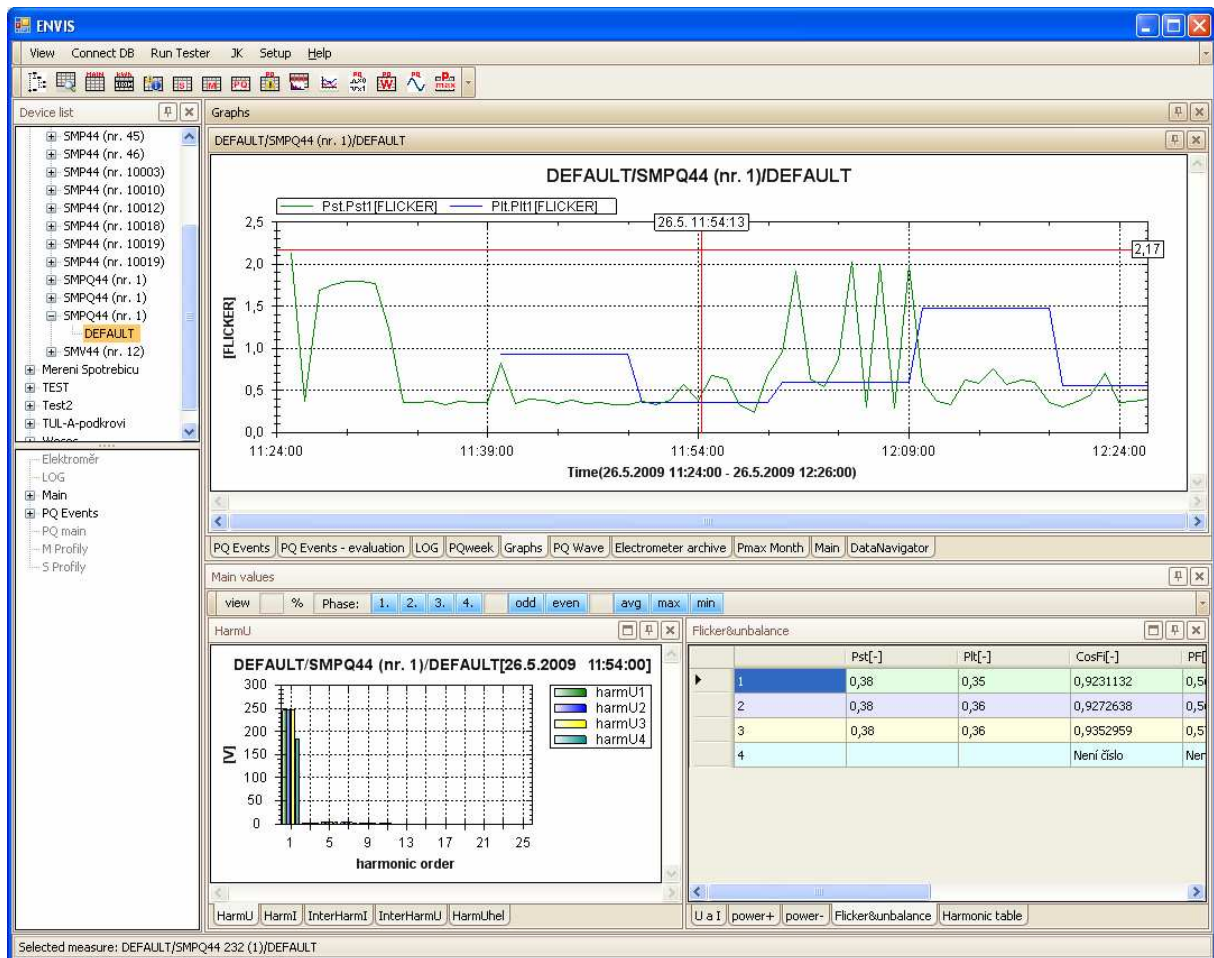 ENVIS
View Connect DB Run Tester JK Setup Help
Device list
SMP44 (nr. 45)
SMP44 (nr. 46)
SMP44 (nr. 10003)
SMP44 (nr. 10010)
SMP44 (nr. 10012)
SMP44 (nr. 10018)
SMP44 (nr. 10019)
SMP44 (nr. 10019)
SMPQ44 (nr. 1)
SMPQ44 (nr. 1)
SMPQ44 (nr. 1)
DEFAULT
SMV44 (nr. 12)
Mereni Spotrebicu
TEST
Test2
TUL-A-podkrovi
Elektroměr
LOG
Main
PQ Events
PQ main
M Profily
S Profily
Graphs
DEFAULT/SMPQ44 (nr. 1)/DEFAULT
DEFAULT/SMPQ44 (nr. 1)/DEFAULT
Pst.Pst1[FLICKER] Plt.Plt1[FLICKER]
26.5. 11:54:13
2,17
[FLICKER]
2,5
2,0
1,5
1,0
0,5
0,0
11:24:00 11:39:00 11:54:00 12:09:00 12:24:00
Time(26.5.2009 11:24:00 - 26.5.2009 12:26:00)
PQ Events PQ Events - evaluation LOG PQweek Graphs PQ Wave Electrometer archive Pmax Month Main DataNavigator
Main values
view % Phase: 1. 2. 3. 4. odd even avg max min
HarmU
DEFAULT/SMPQ44 (nr. 1)/DEFAULT[26.5.2009 11:54:00]
harmU1
harmU2
harmU3
harmU4
[V]
300
250
200
150
100
50
0
1 5 9 13 17 21 25
harmonic order
HarmU HarmI InterHarmI InterHarmU HarmUhel
Flicker&unbalance
Pst[-] Plt[-] CosFi[-] PF[
1 0,38 0,35 0,9231132
2 0,38 0,36 0,9272638
3 0,38 0,36 0,9352959
4 Není číslo
U a I power+ power- Flicker&unbalance Harmonic table
Selected measure: DEFAULT/SMPQ44 232 (1)/DEFAULT